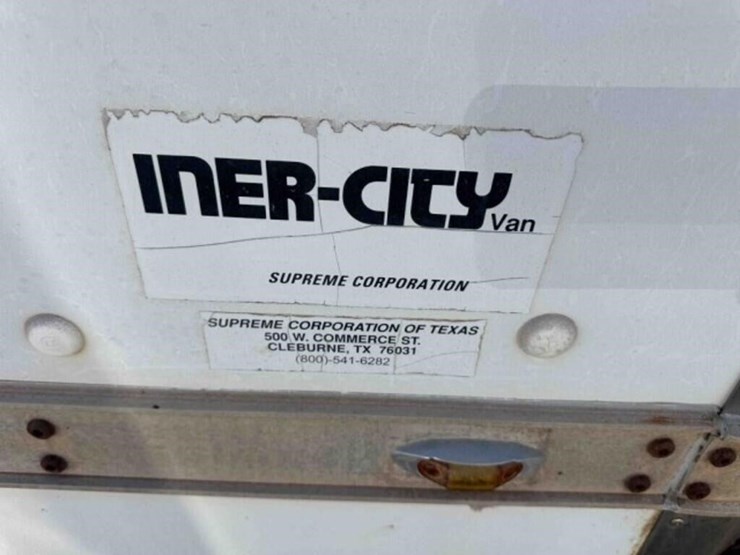 INER-CITY Van
SUPREME CORPORATION
SUPREME CORPORATION OF TEXAS
500 W. COMMERCE ST.
CLEBURNE, TX 76031
(800)-541-6282